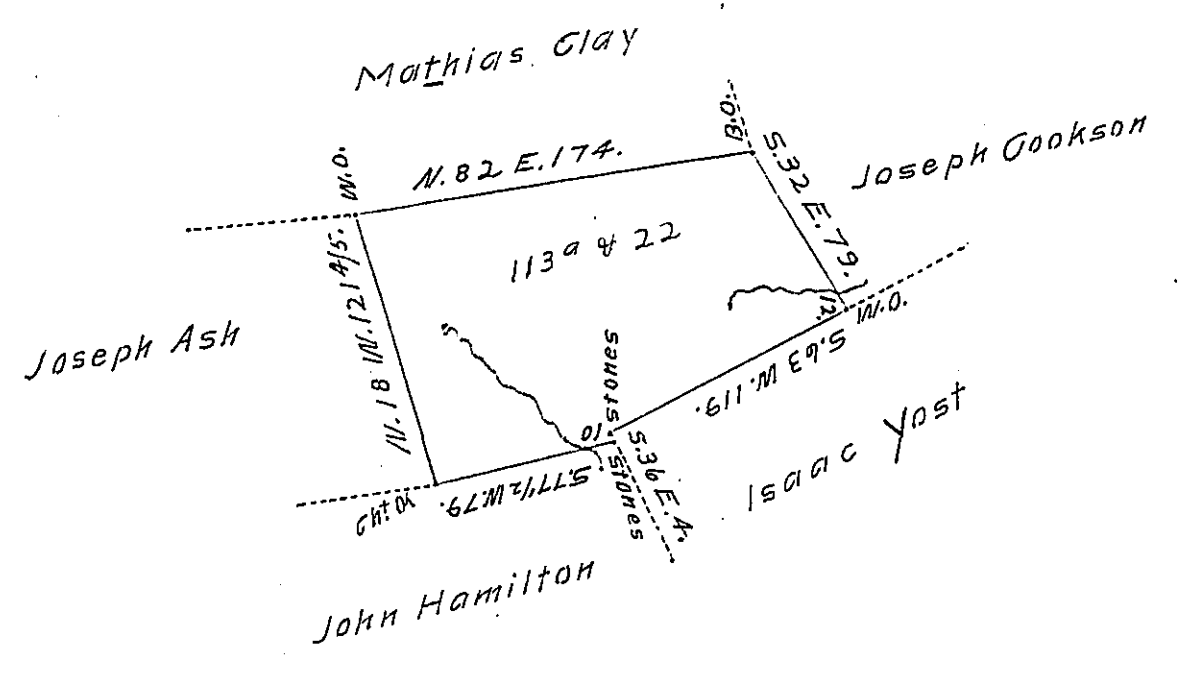 Mathias Clay
B.O.
W.O.
N. 82 E. 174.
S. 32 E. 79.
Joseph Cookson
113a & 22
N. 18 W. 121 4/5.
Joseph Ash
12.
W.O.
S. 63 W. 119.
stones
10
S. 36 E. 4.
stones
S. 77 1/2 W. 79.
Isaac Yost
John Hamilton